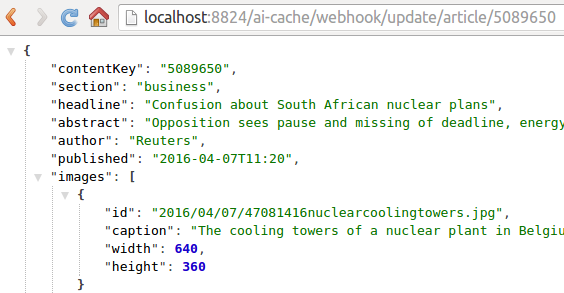 localhost:8824/ai-cache/webhook/update/article/5089650
{
"contentKey": "5089650",
"section": "business",
"headline": "Confusion about South African nuclear plans",
"abstract": "Opposition sees pause and missing of deadline, energy
"author": "Reuters",
"published": "2016-04-07T11:20",
"images": [
{
"id": "2016/04/07/47081416nuclearcoolingtowers.jpg",
"caption": "The cooling towers of a nuclear plant in Belgiu
"width": 640,
"height": 360
}